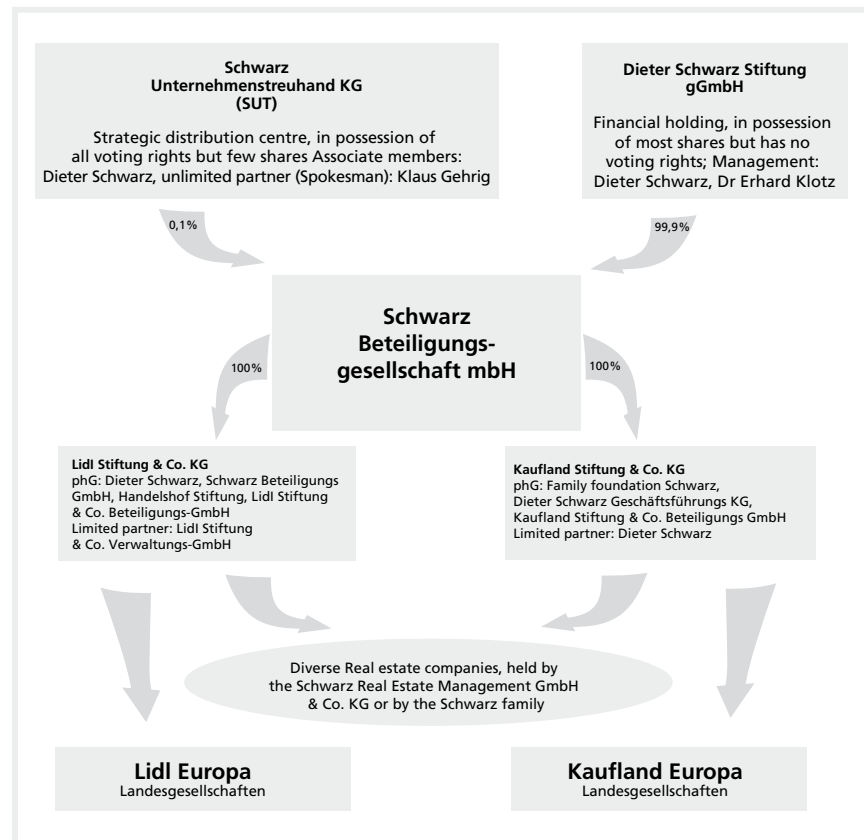 Schwarz
Unternehmenstreuhand KG
(SUT)
Strategic distribution centre, in possession of
all voting rights but few shares Associate members:
Dieter Schwarz, unlimited partner (Spokesman): Klaus Gehrig
Dieter Schwarz Stiftung
gGmbH
Financial holding, in possession
of most shares but has no
voting rights; Management:
Dieter Schwarz, Dr Erhard Klotz
0,1%
99,9%
Schwarz
Beteiligungs-
gesellschaft mbH
100%
100%
Lidl Stiftung & Co. KG
phG: Dieter Schwarz, Schwarz Beteiligungs
GmbH, Handelshof Stiftung, Lidl Stiftung
& Co. Beteiligungs-GmbH
Limited partner: Lidl Stiftung
& Co. Verwaltungs-GmbH
Kaufland Stiftung & Co. KG
phG: Family foundation Schwarz,
Dieter Schwarz Geschäftsführungs KG,
Kaufland Stiftung & Co. Beteiligungs GmbH
Limited partner: Dieter Schwarz
Diverse Real estate companies, held by
the Schwarz Real Estate Management GmbH
& Co. KG or by the Schwarz family
Lidl Europa
Landesgesellschaften
Kaufland Europa
Landesgesellschaften